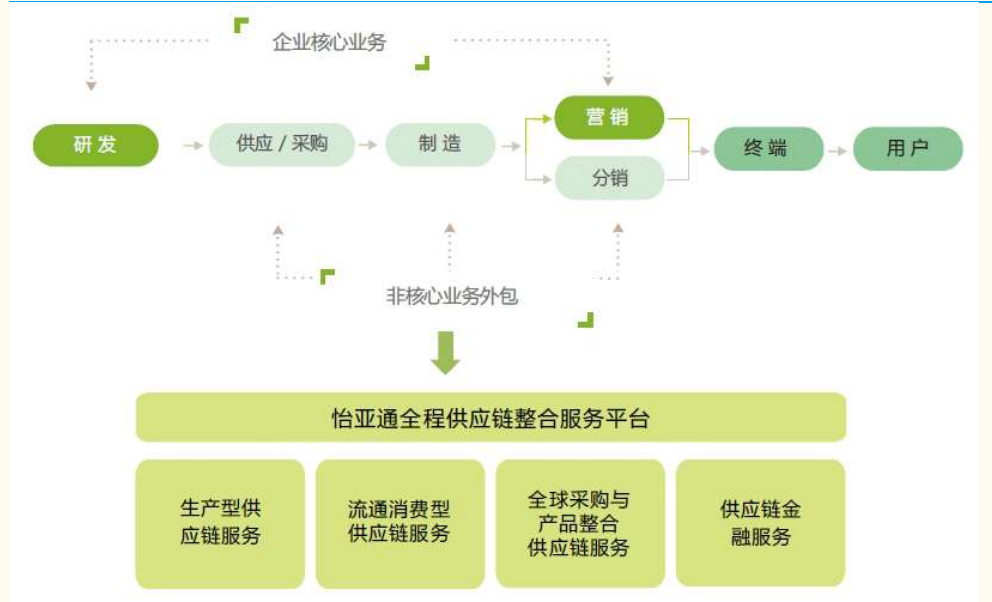 企业核心业务
研发
供应 / 采购
制造
营销
分销
终端
用户
非核心业务外包
怡亚通全程供应链整合服务平台
生产型供
应链服务
流通消费型
供应链服务
全球采购与
产品整合
供应链服务
供应链金
融服务